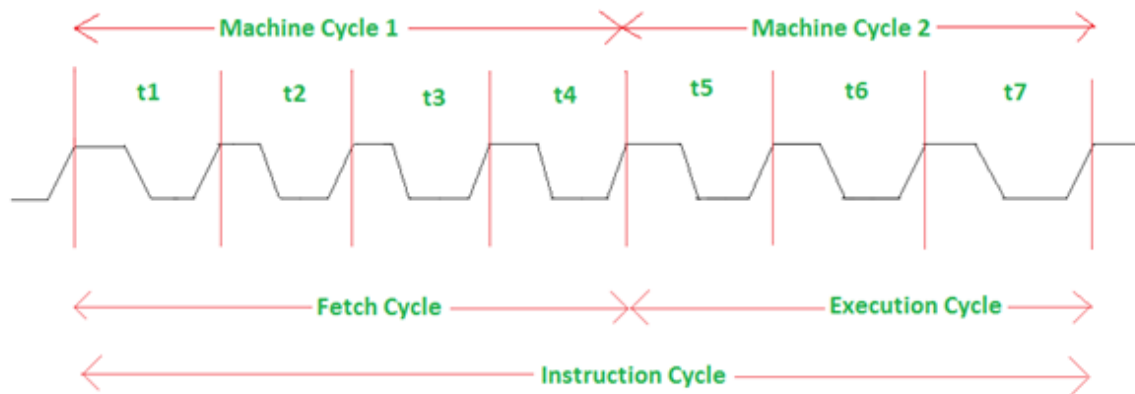 Machine Cycle 1 Machine Cycle 2
t1 t2 t3 t4 t5 t6 t7
Fetch Cycle Execution Cycle
Instruction Cycle